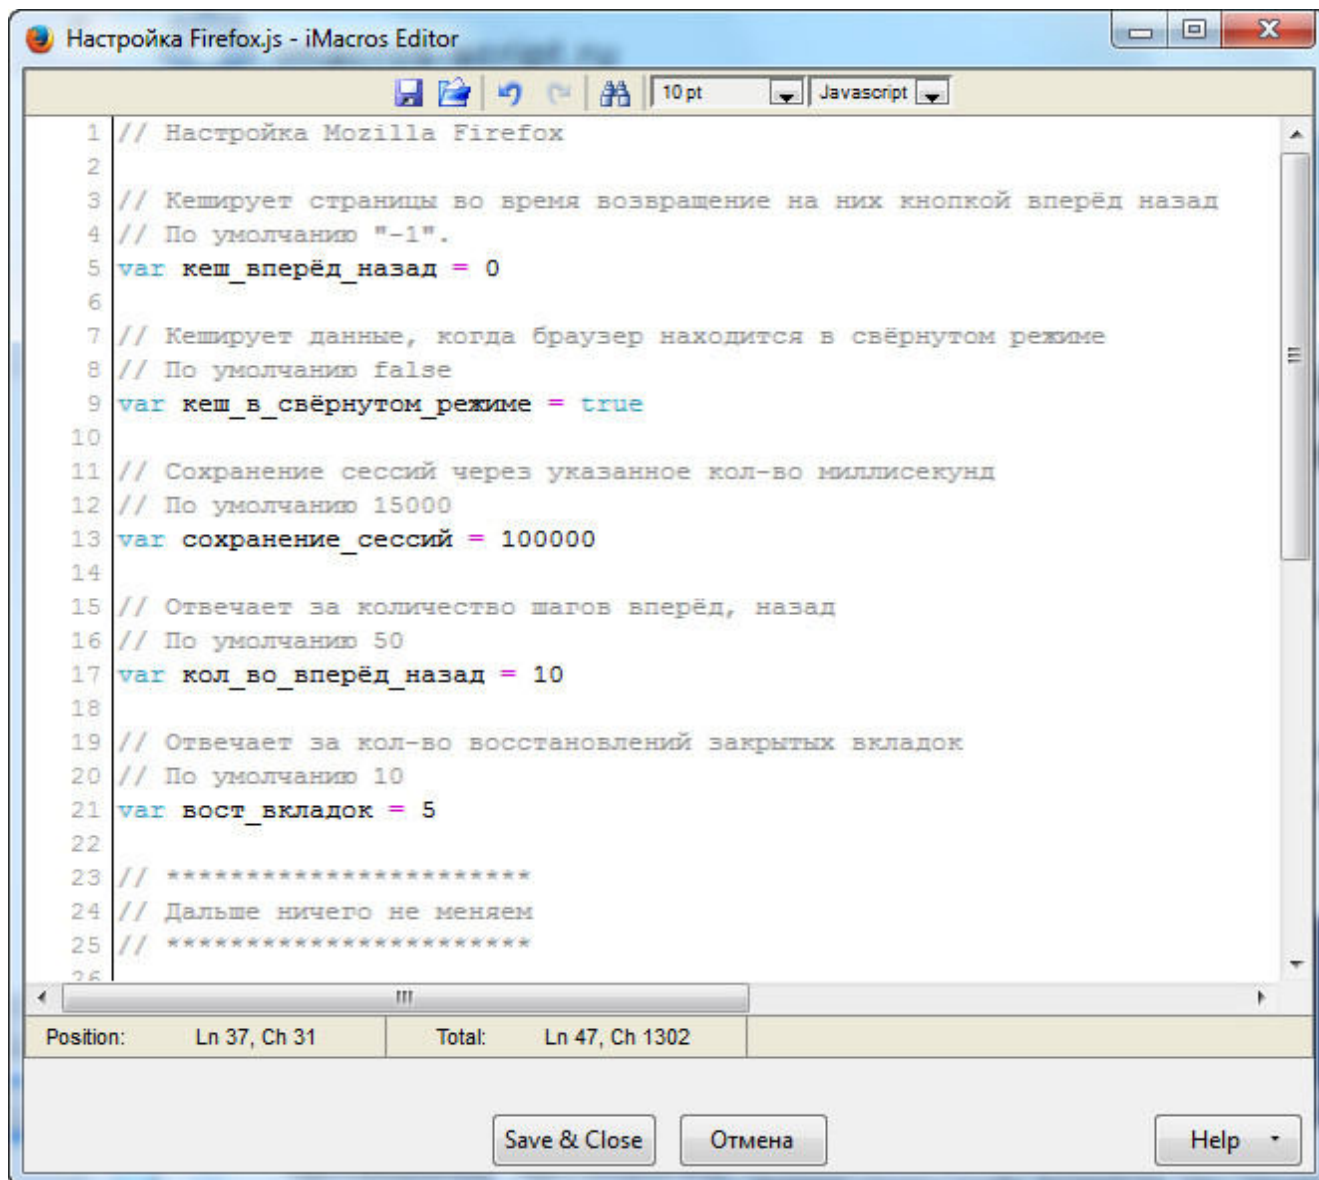 Настройка Firefox.js - iMacros Editor
10 pt Javascript
1 // Настройка Mozilla Firefox
2
3 // Кеширует страницы во время возвращение на них кнопкой вперёд назад
4 // По умолчанию "-1".
5 var кеш_вперёд_назад = 0
6
7 // Кеширует данные, когда браузер находится в свёрнутом режиме
8 // По умолчанию false
9 var кеш_в_свёрнутом_режиме = true
10
11 // Сохранение сессий через указанное кол-во миллисекунд
12 // По умолчанию 15000
13 var сохранение_сессий = 100000
14
15 // Отвечает за количество шагов вперёд, назад
16 // По умолчанию 50
17 var кол_во_вперёд_назад = 10
18
19 // Отвечает за кол-во восстановлений закрытых вкладок
20 // По умолчанию 10
21 var вост_вкладок = 5
22
23 // ***********************
24 // Дальше ничего не меняем
25 // ***********************
26
Position: Ln 37, Ch 31 Total: Ln 47, Ch 1302
Save & Close Отмена Help